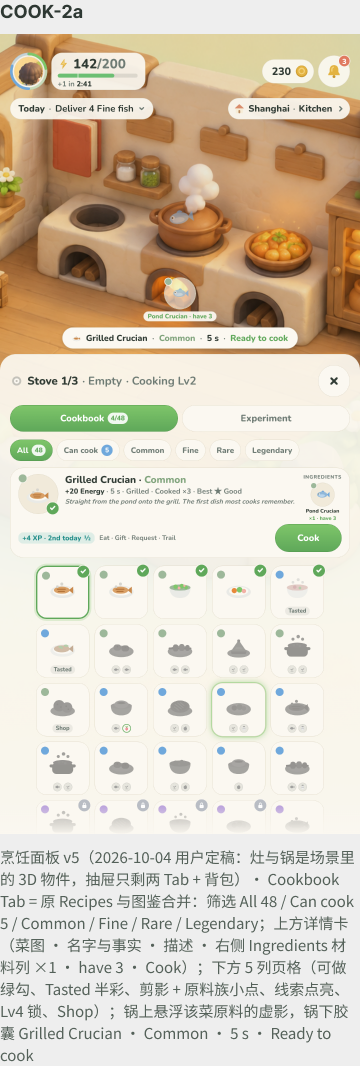 COOK-2a
142/200
+1 in 2:41
230
3
Today · Deliver 4 Fine fish
Shanghai · Kitchen
Pond Crucian · have 3
Grilled Crucian · Common · 5 s · Ready to cook
Stove 1/3 · Empty · Cooking Lv2
Cookbook 4/48
Experiment
All 48
Can cook 5
Common
Fine
Rare
Legendary
Grilled Crucian · Common
+20 Energy · 5 s · Grilled · Cooked ×3 · Best ★ Good
Straight from the pond onto the grill. The first dish most cooks remember.
INGREDIENTS
Pond Crucian
×1 · have 3
+4 XP · 2nd today ½
Eat · Gift · Request · Trail
Cook
Tasted
Tasted
Shop
烹饪面板 v5（2026-10-04 用户定稿：灶与锅是场景里
的 3D 物件，抽屉只剩两 Tab + 背包）· Cookbook
Tab = 原 Recipes 与图鉴合并：筛选 All 48 / Can cook
5 / Common / Fine / Rare / Legendary；上方详情卡
（菜图 · 名字与事实 · 描述 · 右侧 Ingredients 材
料列 ×1 · have 3 · Cook）；下方 5 列页格（可做
绿勾、Tasted 半彩、剪影 + 原料族小点、线索点亮、
Lv4 锁、Shop）；锅上悬浮该菜原料的虚影，锅下胶
囊 Grilled Crucian · Common · 5 s · Ready to
cook